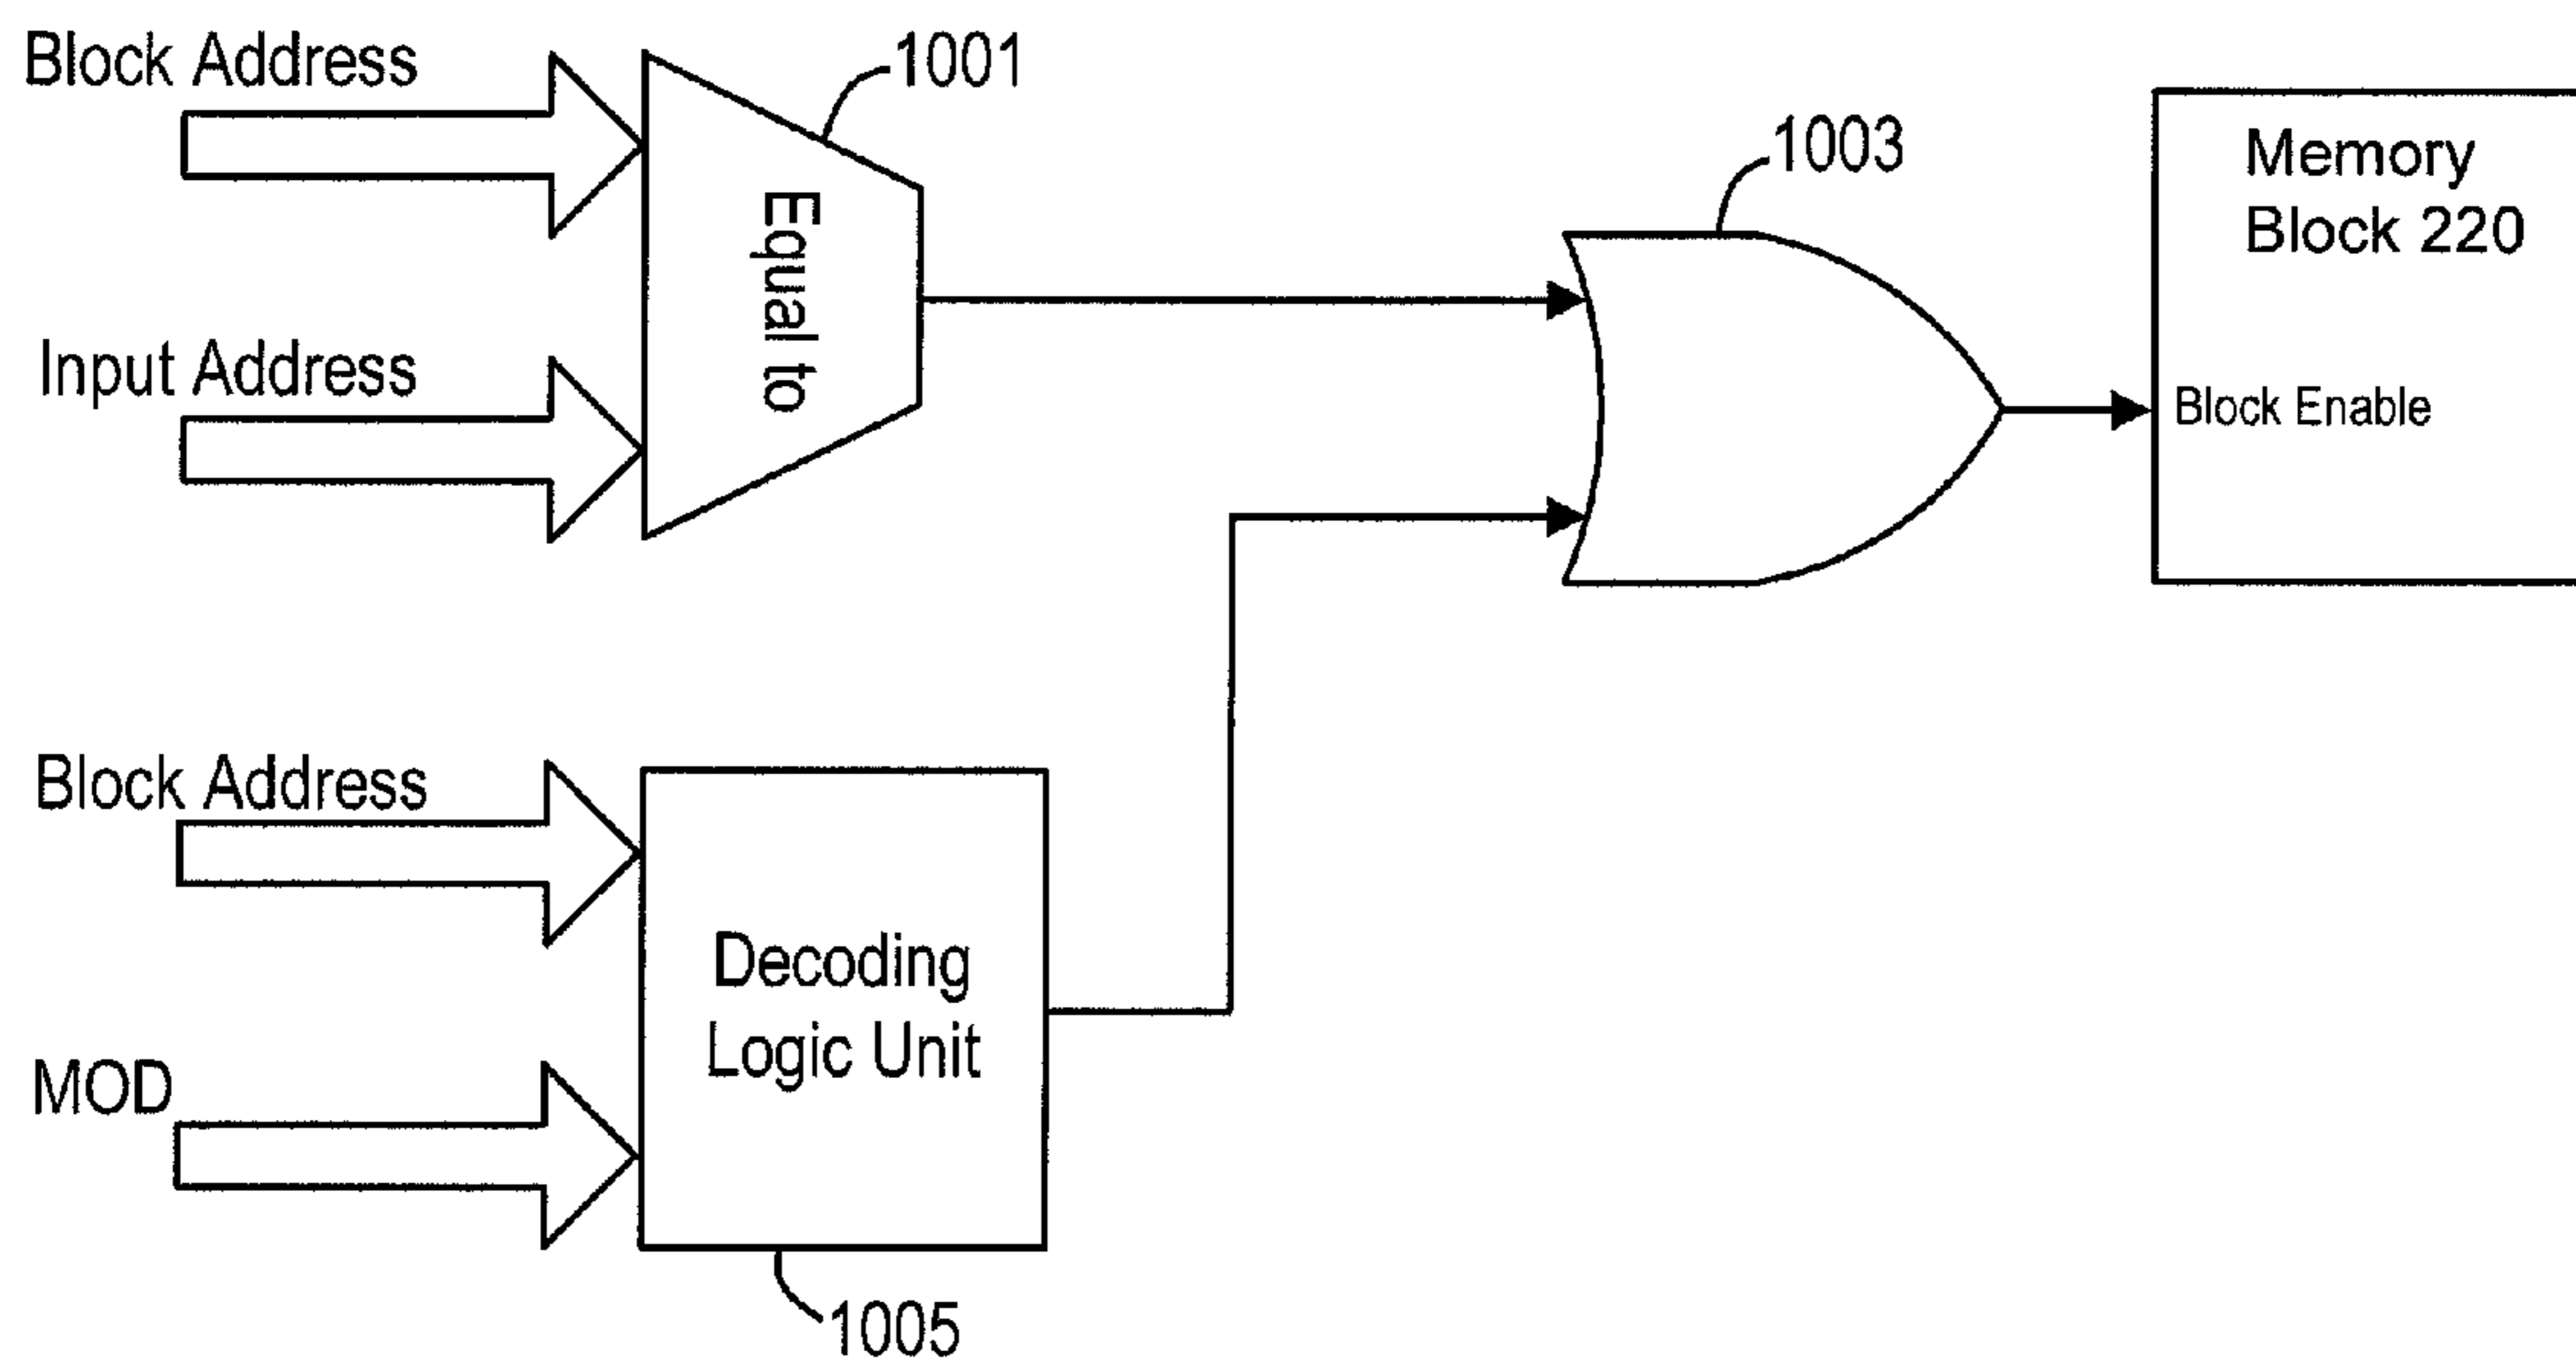 Block Address
1001
1003
Memory
Block 220
Equal to
Input Address
Block Enable
Block Address
Decoding
Logic Unit
MOD
1005